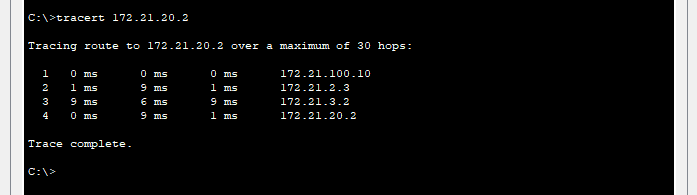 C:\>tracert 172.21.20.2
Tracing route to 172.21.20.2 over a maximum of 30 hops:
1 0 ms 0 ms 0 ms 172.21.100.10
2 1 ms 9 ms 1 ms 172.21.2.3
3 9 ms 6 ms 9 ms 172.21.3.2
4 0 ms 9 ms 1 ms 172.21.20.2
Trace complete.
C:\>